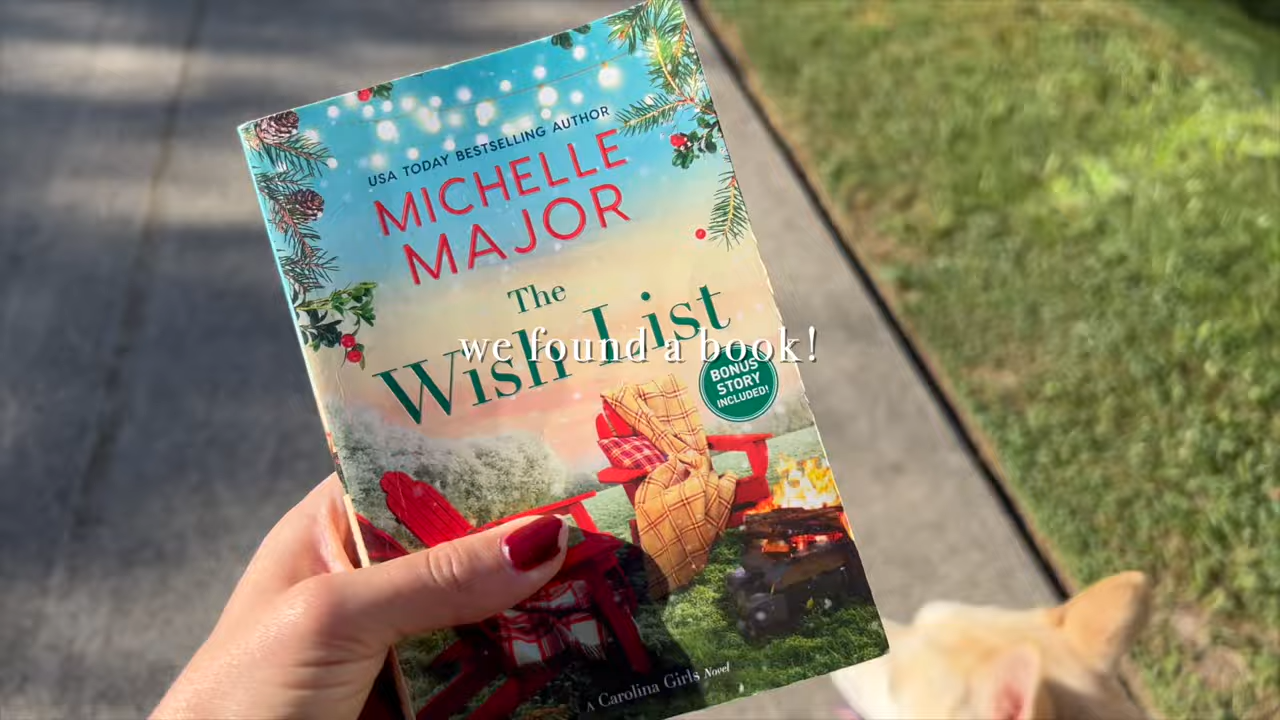 USA TODAY BESTSELLING AUTHOR
MICHELLE
MAJOR
The
Wish List
we found a book!
BONUS
STORY
INCLUDED!
A Carolina Girls Novel